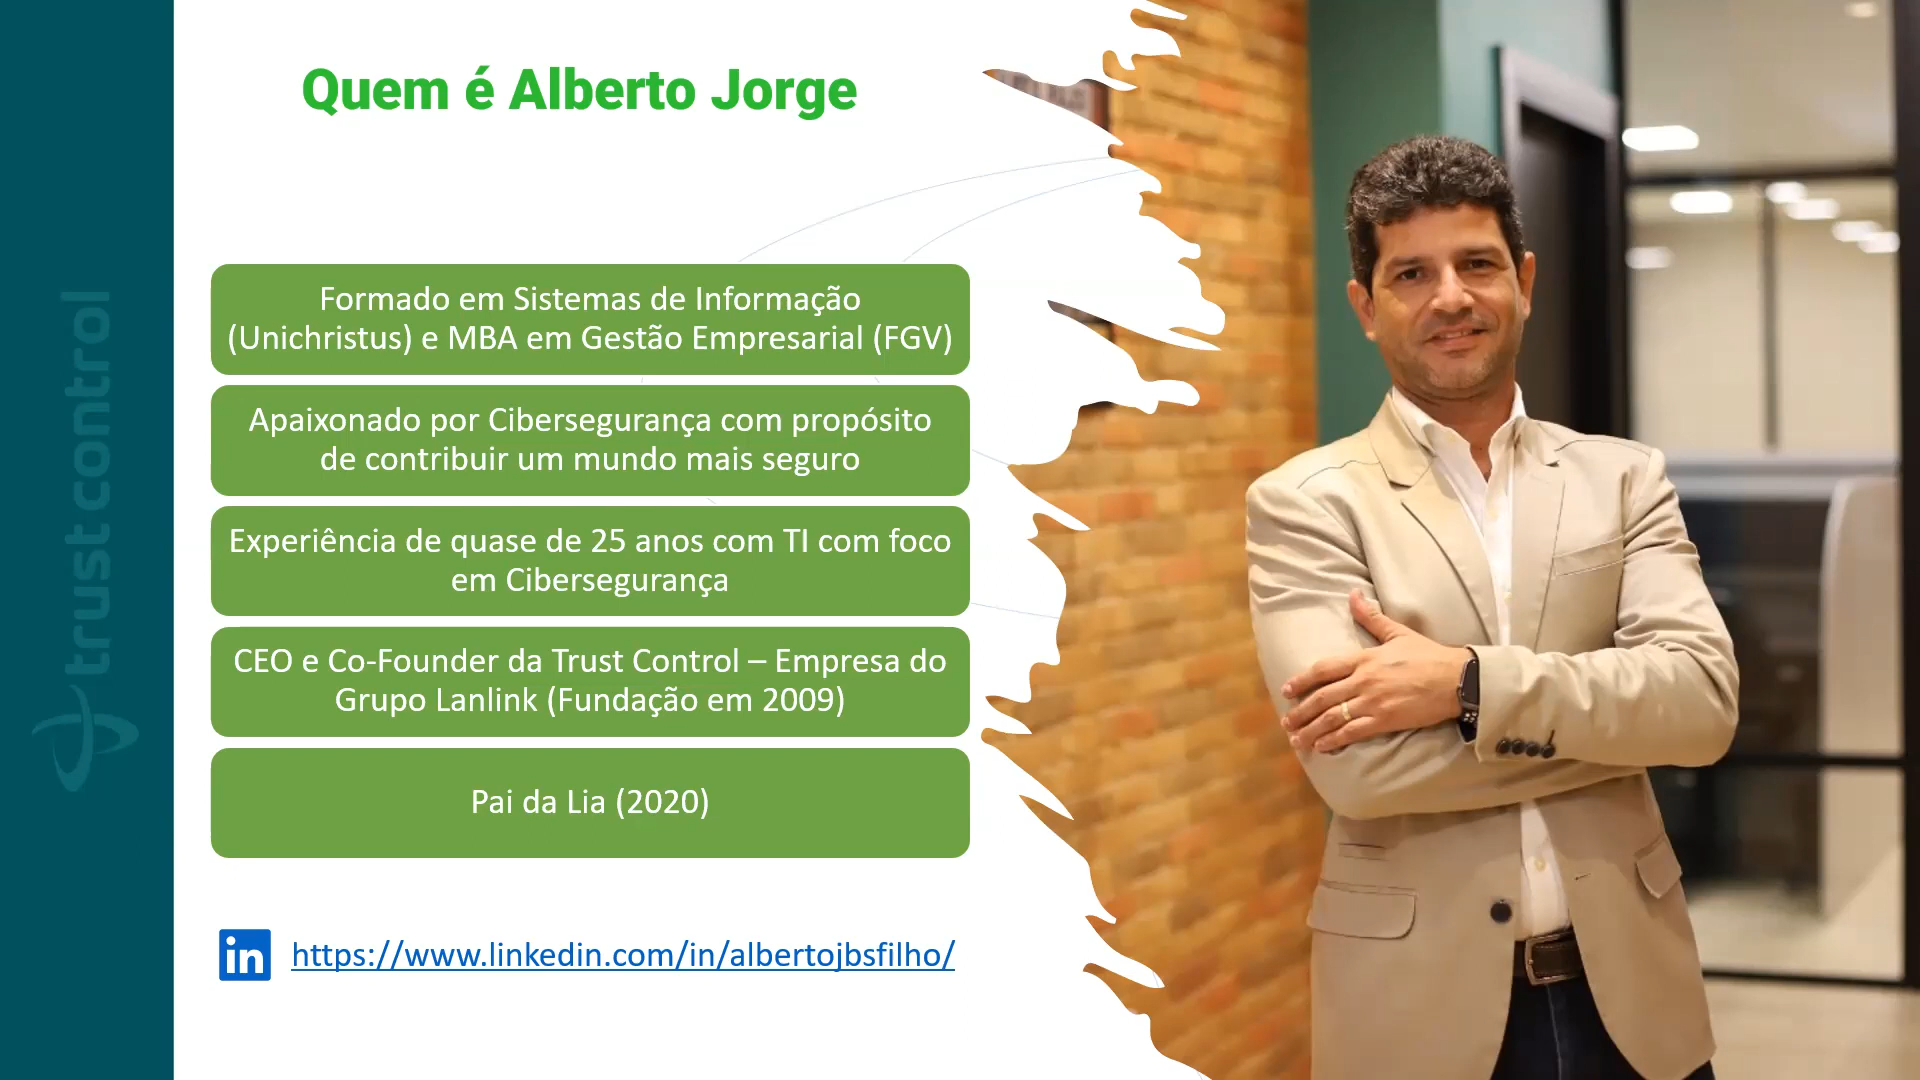 Quem é Alberto Jorge
Formado em Sistemas de Informação
(Unichristus) e MBA em Gestão Empresarial (FGV)
Apaixonado por Cibersegurança com propósito
de contribuir um mundo mais seguro
Experiência de quase de 25 anos com TI com foco
em Cibersegurança
CEO e Co-Founder da Trust Control – Empresa do
Grupo Lanlink (Fundação em 2009)
Pai da Lia (2020)
in https://www.linkedin.com/in/albertojbsfilho/
trustcontrol